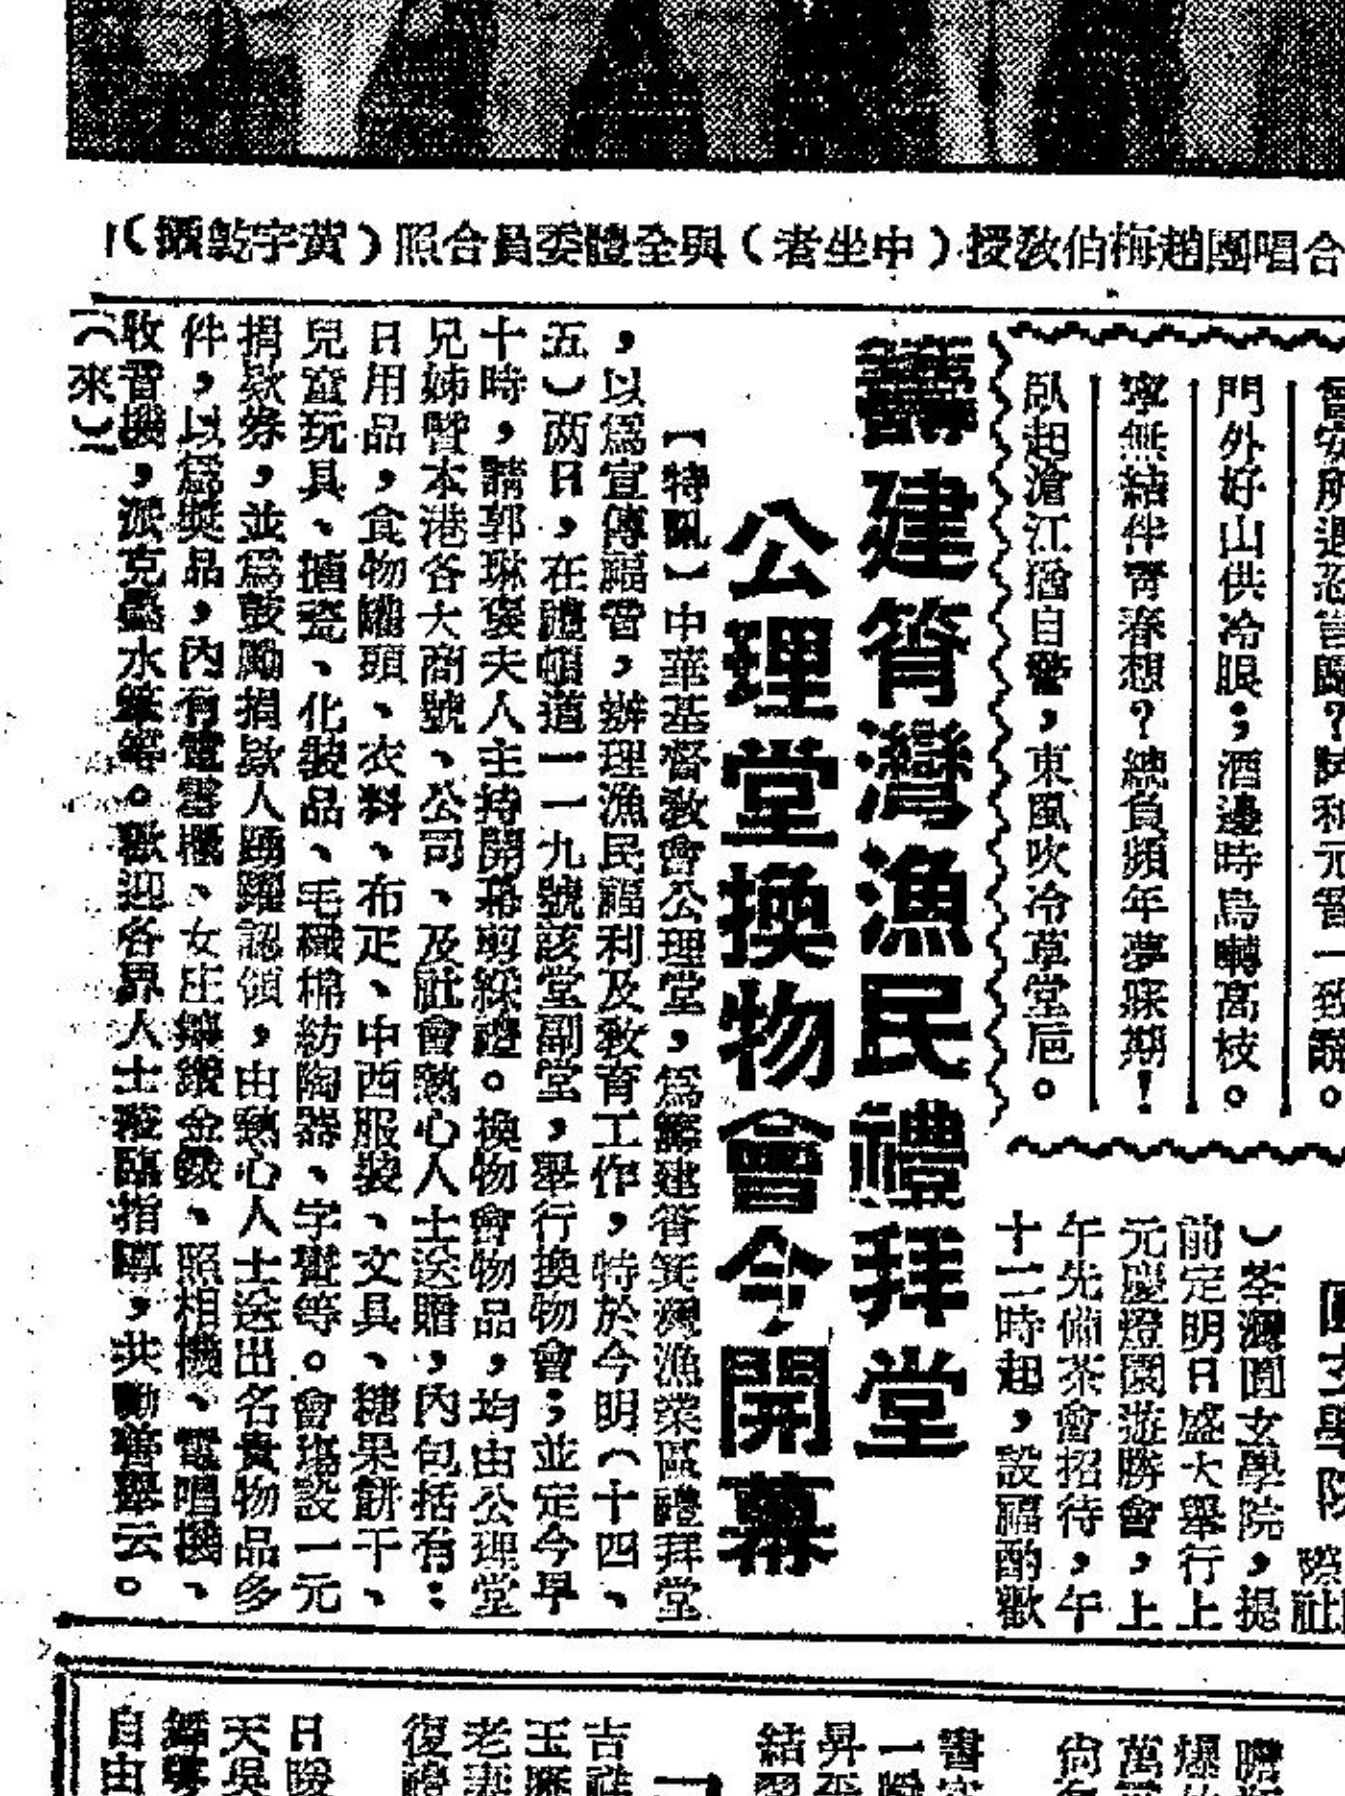 合唱團趙梅伯教授（中坐者）與全體委員合照（黃字
門外好山供冷眼；酒邊時鳥囀高枝。
寧無結伴青春想？總負頻年夢寐期！
臥起滄江猶自驚，東風吹冷草堂巵。
）荃灣圓玄學院，提
前定明日盛大舉行上
元慶燈園遊勝會，上
午先備茶會招待，午
十二時起，設福酌歡
籌建筲灣漁民禮拜堂
公理堂換物會今開幕
【特訊】中華基督教會公理堂，爲籌建筲箕灣漁業區禮拜堂
，以爲宣傳福音，辦理漁民福利及教育工作，特於今明（十四、
五）兩日，在禮頓道一一九號該堂副堂，舉行換物會；並定今早
十時，請郭琳褒夫人主持開幕剪綵禮。換物會物品，均由公理堂
兄姊暨本港各大商號、公司、及社會熱心人士送贈，內包括有：
日用品，食物罐頭、衣料、布疋、中西服裝、文具、糖果餅干、
兒童玩具、搪瓷、化裝品、毛織棉紡陶器、字畫等。會塲設一元
捐欵券，並爲鼓勵捐欵人踴躍認領，由熱心人士送出名貴物品多
件，以爲獎品，內有電雪櫃、女庄鑲鑽金鏃、照相機、電唱機、
收音機，派克墨水筆等。歡迎各界人士蒞臨指導，共勷善舉云。
（來）